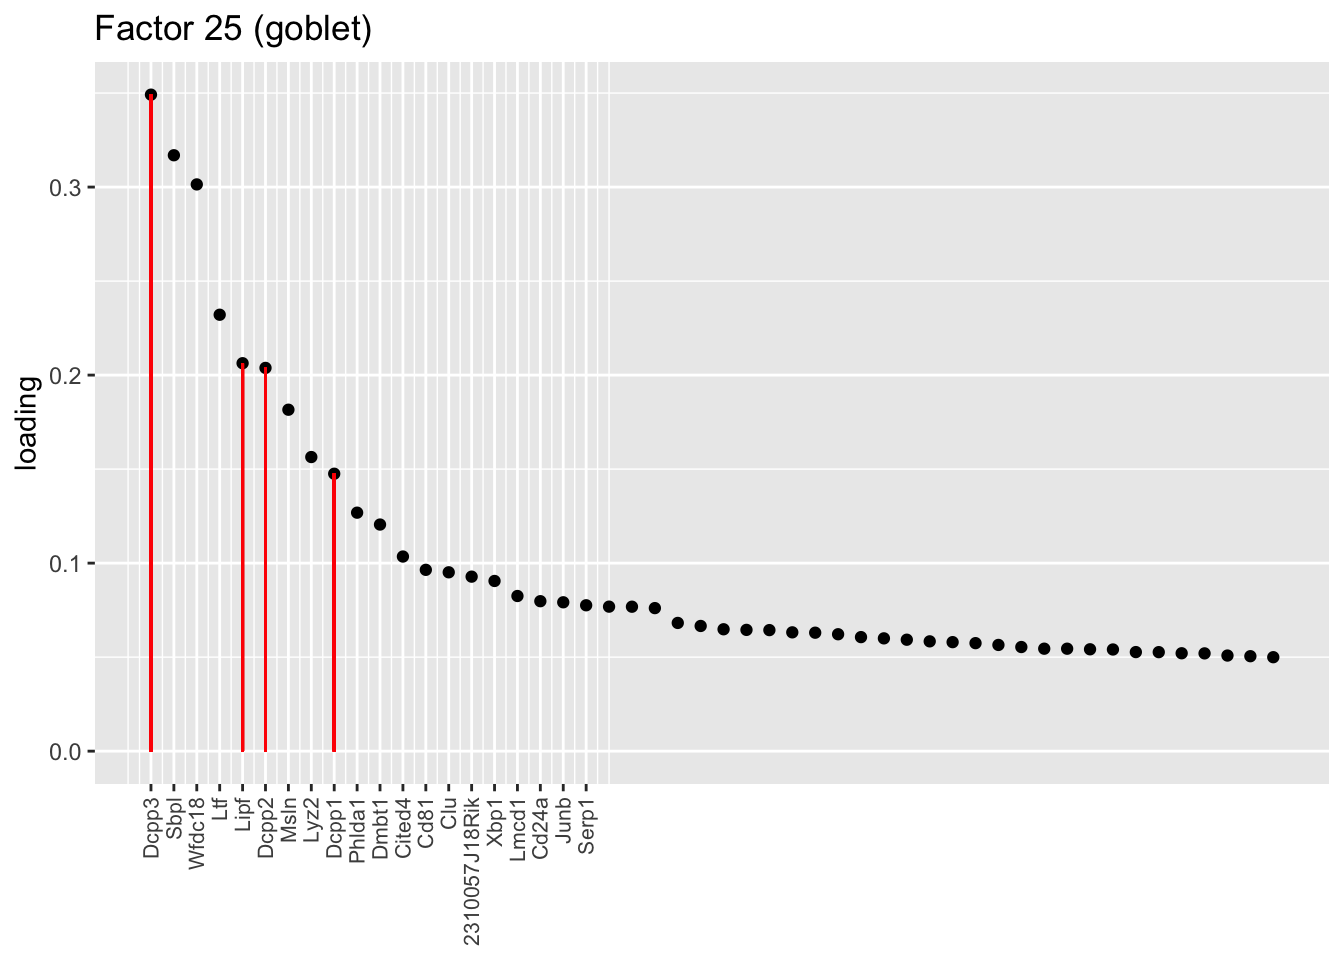 Factor 25 (goblet)
loading
0.3
0.2
0.1
0.0
Dcpp3
Sbpl
Wfdc18
Ltf
Lipf
Dcpp2
Msln
Lyz2
Dcpp1
Phlda1
Dmbt1
Cited4
Cd81
Clu
2310057J18Rik
Xbp1
Lmcd1
Cd24a
Junb
Serp1